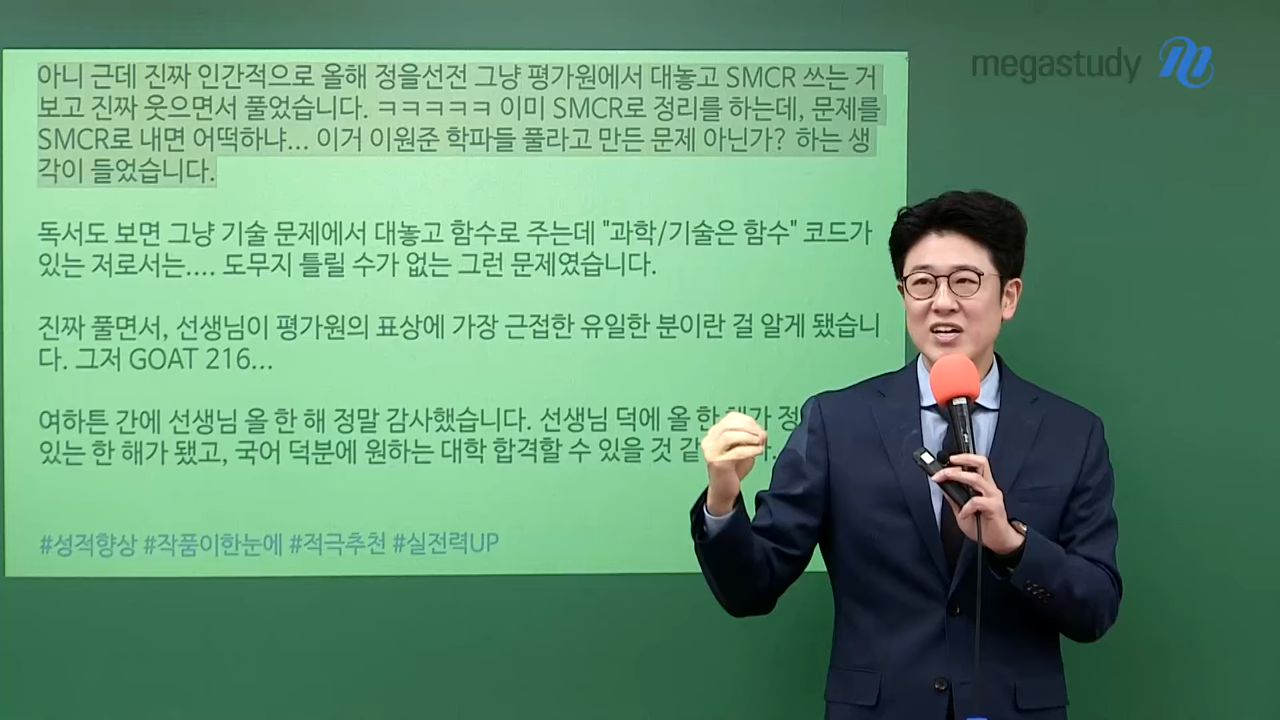 megastudy
아니 근데 진짜 인간적으로 올해 정을선전 그냥 평가원에서 대놓고 SMCR 쓰는 거
보고 진짜 웃으면서 풀었습니다. ㅋㅋㅋㅋㅋ 이미 SMCR로 정리를 하는데, 문제를
SMCR로 내면 어떡하냐... 이거 이원준 학파들 풀라고 만든 문제 아닌가? 하는 생
각이 들었습니다.
독서도 보면 그냥 기술 문제에서 대놓고 함수로 주는데 "과학/기술은 함수" 코드가
있는 저로서는.... 도무지 틀릴 수가 없는 그런 문제였습니다.
진짜 풀면서, 선생님이 평가원의 표상에 가장 근접한 유일한 분이란 걸 알게 됐습니
다. 그저 GOAT 216...
여하튼 간에 선생님 올 한 해 정말 감사했습니다. 선생님 덕에 올 한 해가
있는 한 해가 됐고, 국어 덕분에 원하는 대학 합격할 수 있을 것
#성적향상 #작품이한눈에 #적극추천 #실전력UP